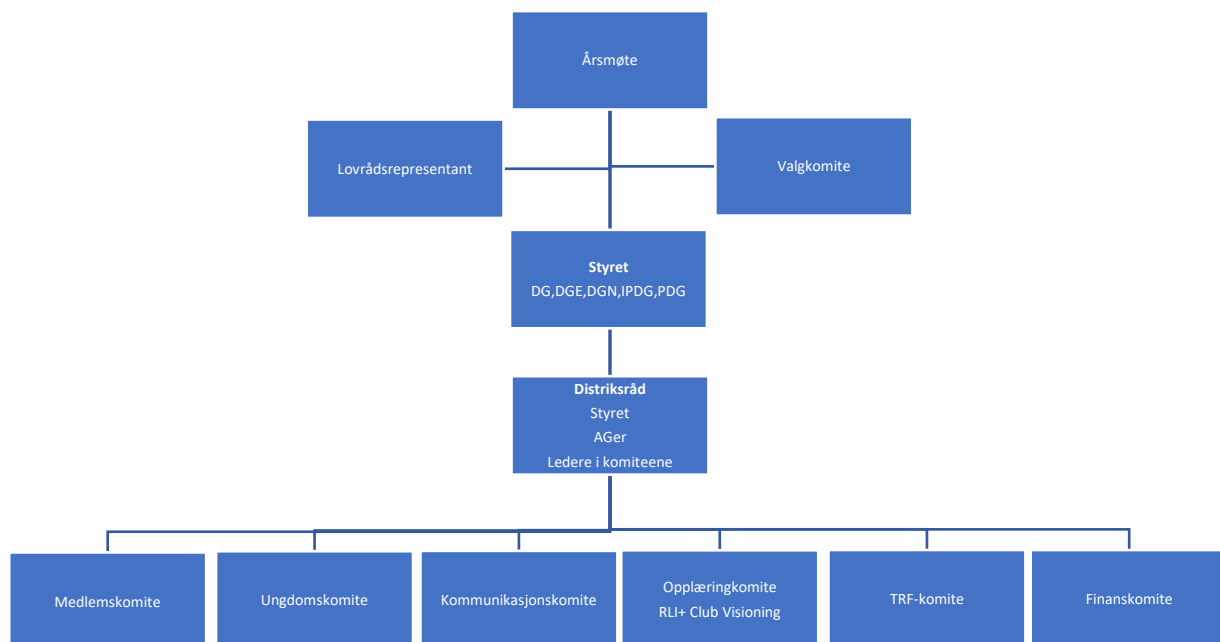 Årsmøte
Lovrådsrepresentant
Valgkomite
Styret
DG,DGE,DGN,IPDG,PDG
Distriksråd
Styret
AGer
Ledere i komiteene
Medlemskomite
Ungdomskomite
Kommunikasjonskomite
Opplæringkomite
RLI+ Club Visioning
TRF-komite
Finanskomite